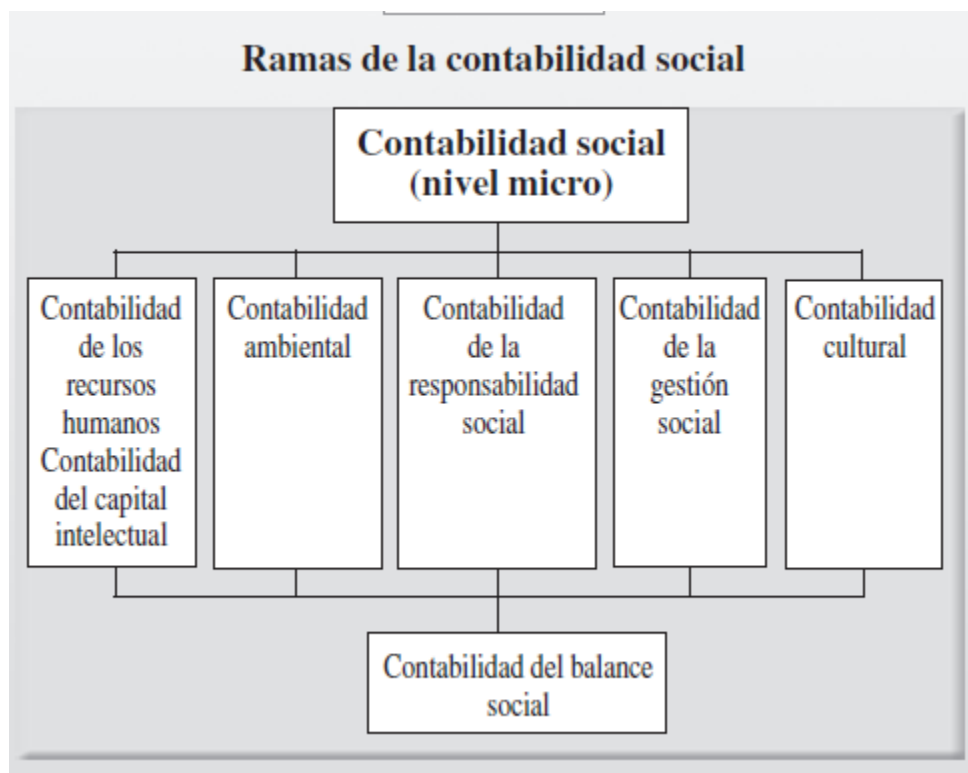 Ramas de la contabilidad social
Contabilidad social
(nivel micro)
Contabilidad
de los
recursos
humanos
Contabilidad
del capital
intelectual
Contabilidad
ambiental
Contabilidad
de la
responsabilidad
social
Contabilidad
de la
gestión
social
Contabilidad
cultural
Contabilidad del balance
social